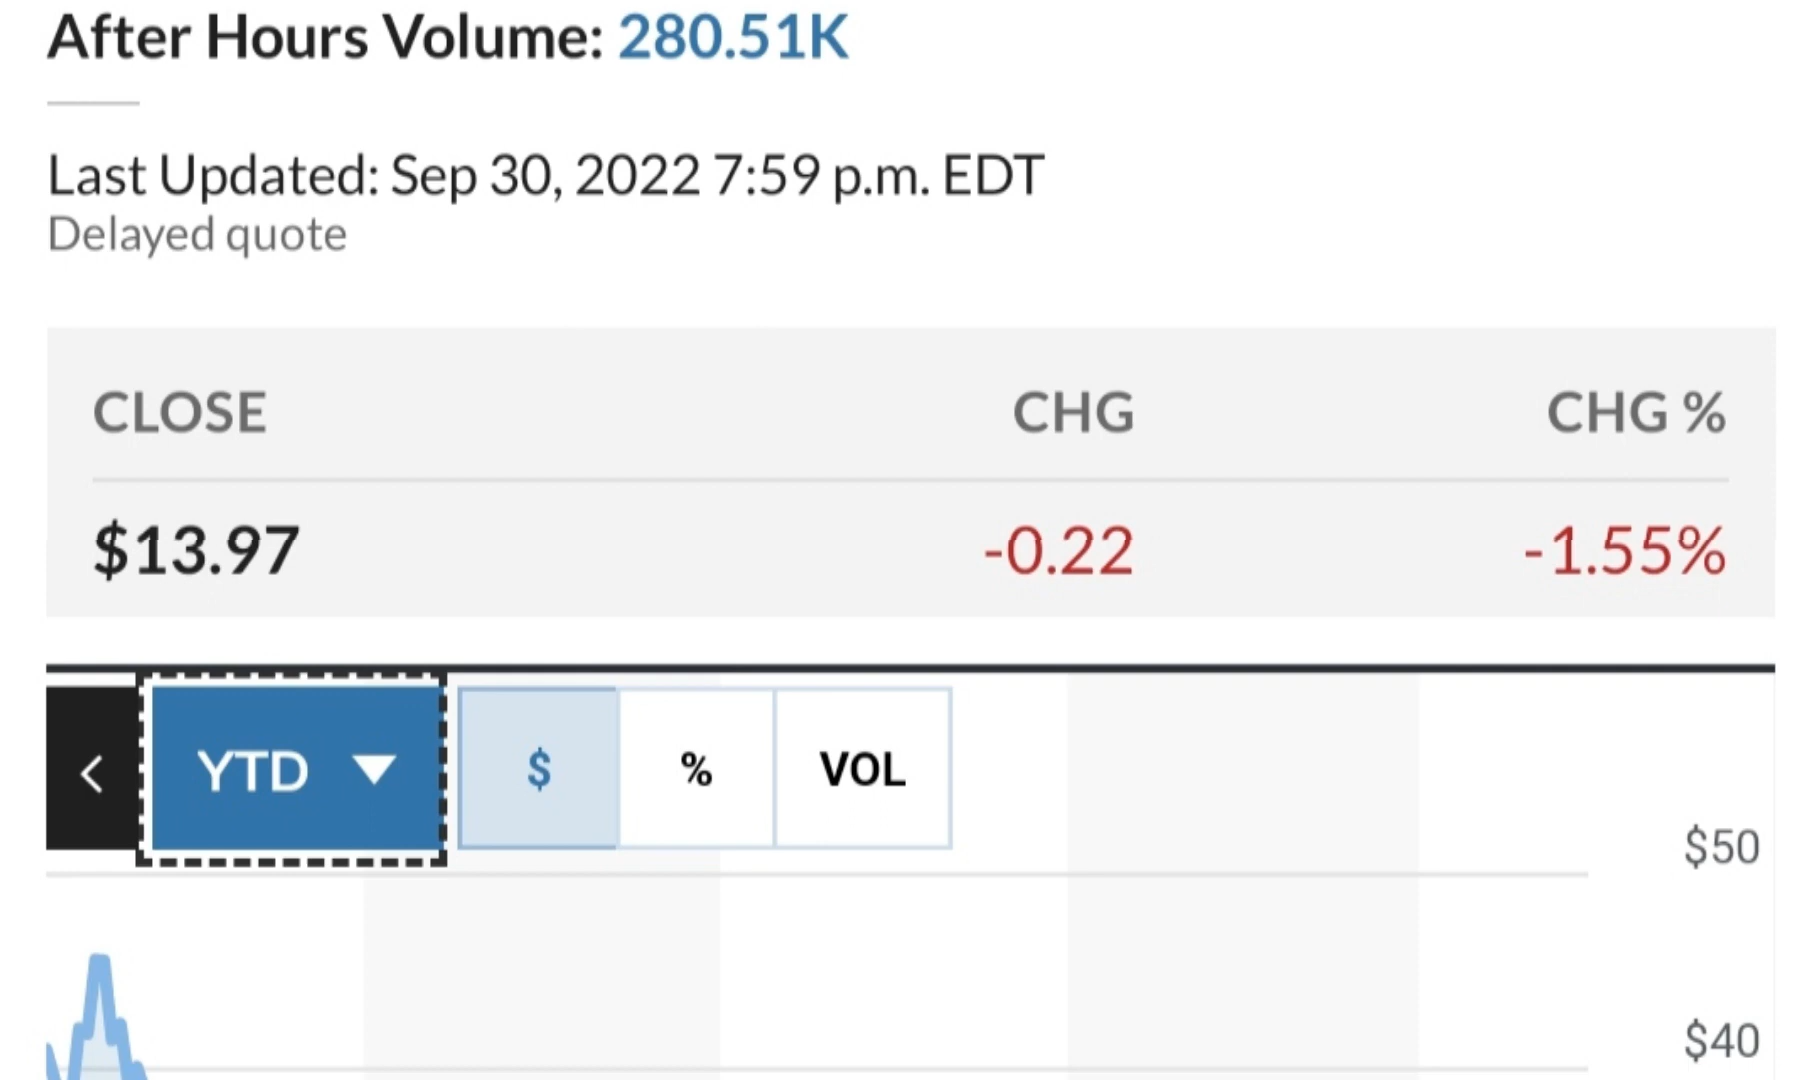 After Hours Volume: 280.51K
Last Updated: Sep 30, 2022 7:59 p.m. EDT
Delayed quote
CLOSE CHG CHG %
$13.97 -0.22 -1.55%
YTD $ % VOL
$50
$40